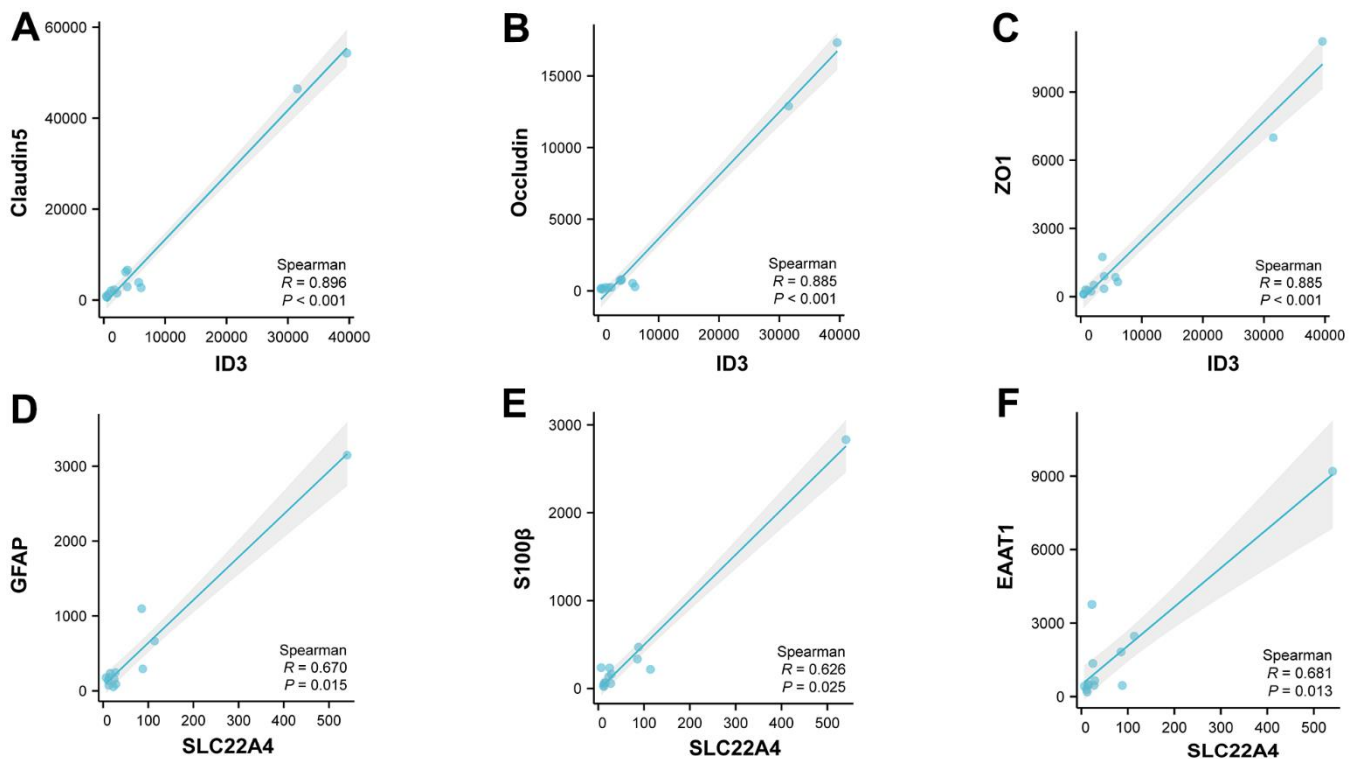 A
60000
40000
20000
0
Claudin5
Spearman
R = 0.896
P < 0.001
0 10000 20000 30000 40000
ID3
B
15000
10000
5000
0
Occludin
Spearman
R = 0.885
P < 0.001
0 10000 20000 30000 40000
ID3
C
9000
6000
3000
0
ZO1
Spearman
R = 0.885
P < 0.001
0 10000 20000 30000 40000
ID3
D
3000
2000
1000
0
GFAP
Spearman
R = 0.670
P = 0.015
0 100 200 300 400 500
SLC22A4
E
3000
2000
1000
0
S100β
Spearman
R = 0.626
P = 0.025
0 100 200 300 400 500
SLC22A4
F
9000
6000
3000
0
EAAT1
Spearman
R = 0.681
P = 0.013
0 100 200 300 400 500
SLC22A4